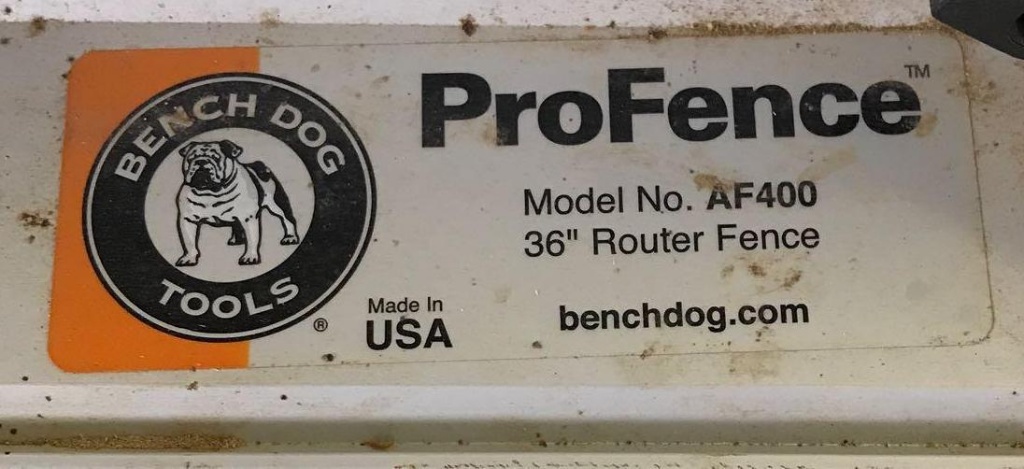 BENCH DOG
TOOLS
®
ProFence™
Model No. AF400
36" Router Fence
Made In
USA
benchdog.com